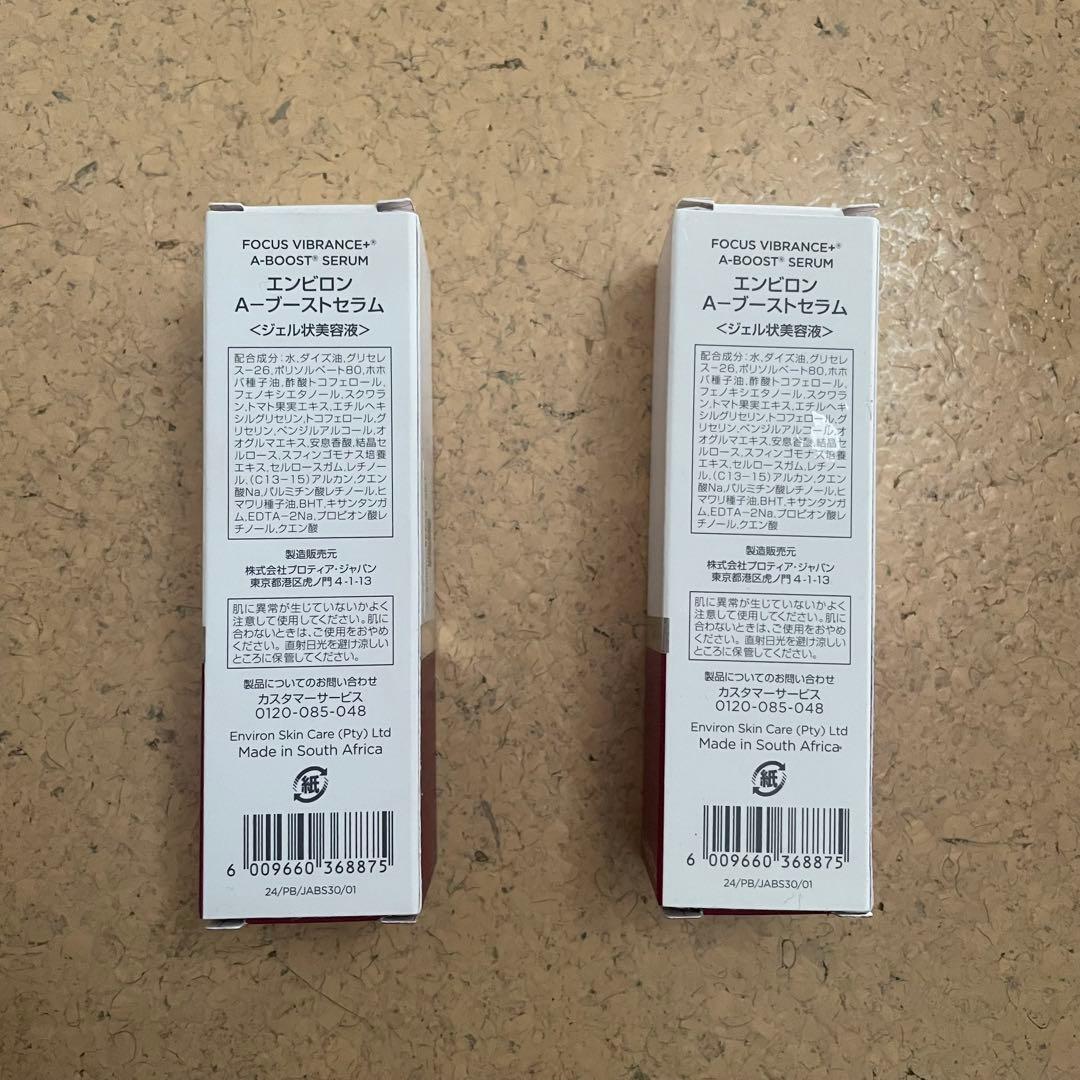 FOCUS VIBRANCE+®
A-BOOST® SERUM
エンビロン
A－ブーストセラム
＜ジェル状美容液＞
配合成分：水，ダイズ油，グリセレ
ス－26，ポリソルベート80，ホホ
バ種子油，酢酸トコフェロール，
フェノキシエタノール，スクワラ
ン，トマト果実エキス，エチルヘキ
シルグリセリン，トコフェロール，グ
リセリン，ベンジルアルコール，オ
オグルマエキス，安息香酸，結晶セ
ルロース，スフィンゴモナス培養
エキス，セルロースガム，レチノー
ル，(C13－15)アルカン，クエン
酸Na，パルミチン酸レチノール，ヒ
マワリ種子油，BHT，キサンタンガ
ム，EDTA－2Na，プロピオン酸レ
チノール，クエン酸
製造販売元
株式会社プロティア・ジャパン
東京都港区虎ノ門 4-1-13
肌に異常が生じていないかよく
注意して使用してください。肌に
合わないときは、ご使用をおやめ
ください。直射日光を避け涼しい
ところに保管してください。
製品についてのお問い合わせ
カスタマーサービス
0120-085-048
Environ Skin Care (Pty) Ltd
Made in South Africa
紙
6 009660 368875
24/PB/JABS30/01
FOCUS VIBRANCE+®
A-BOOST® SERUM
エンビロン
A－ブーストセラム
＜ジェル状美容液＞
配合成分：水，ダイズ油，グリセレ
ス－26，ポリソルベート80，ホホ
バ種子油，酢酸トコフェロール，
フェノキシエタノール，スクワラ
ン，トマト果実エキス，エチルヘキ
シルグリセリン，トコフェロール，グ
リセリン，ベンジルアルコール，オ
オグルマエキス，安息香酸，結晶セ
ルロース，スフィンゴモナス培養
エキス，セルロースガム，レチノー
ル，(C13－15)アルカン，クエン
酸Na，パルミチン酸レチノール，ヒ
マワリ種子油，BHT，キサンタンガ
ム，EDTA－2Na，プロピオン酸レ
チノール，クエン酸
製造販売元
株式会社プロティア・ジャパン
東京都港区虎ノ門 4-1-13
肌に異常が生じていないかよく
注意して使用してください。肌に
合わないときは、ご使用をおやめ
ください。直射日光を避け涼しい
ところに保管してください。
製品についてのお問い合わせ
カスタマーサービス
0120-085-048
Environ Skin Care (Pty) Ltd
Made in South Africa
紙
6 009660 368875
24/PB/JABS30/01